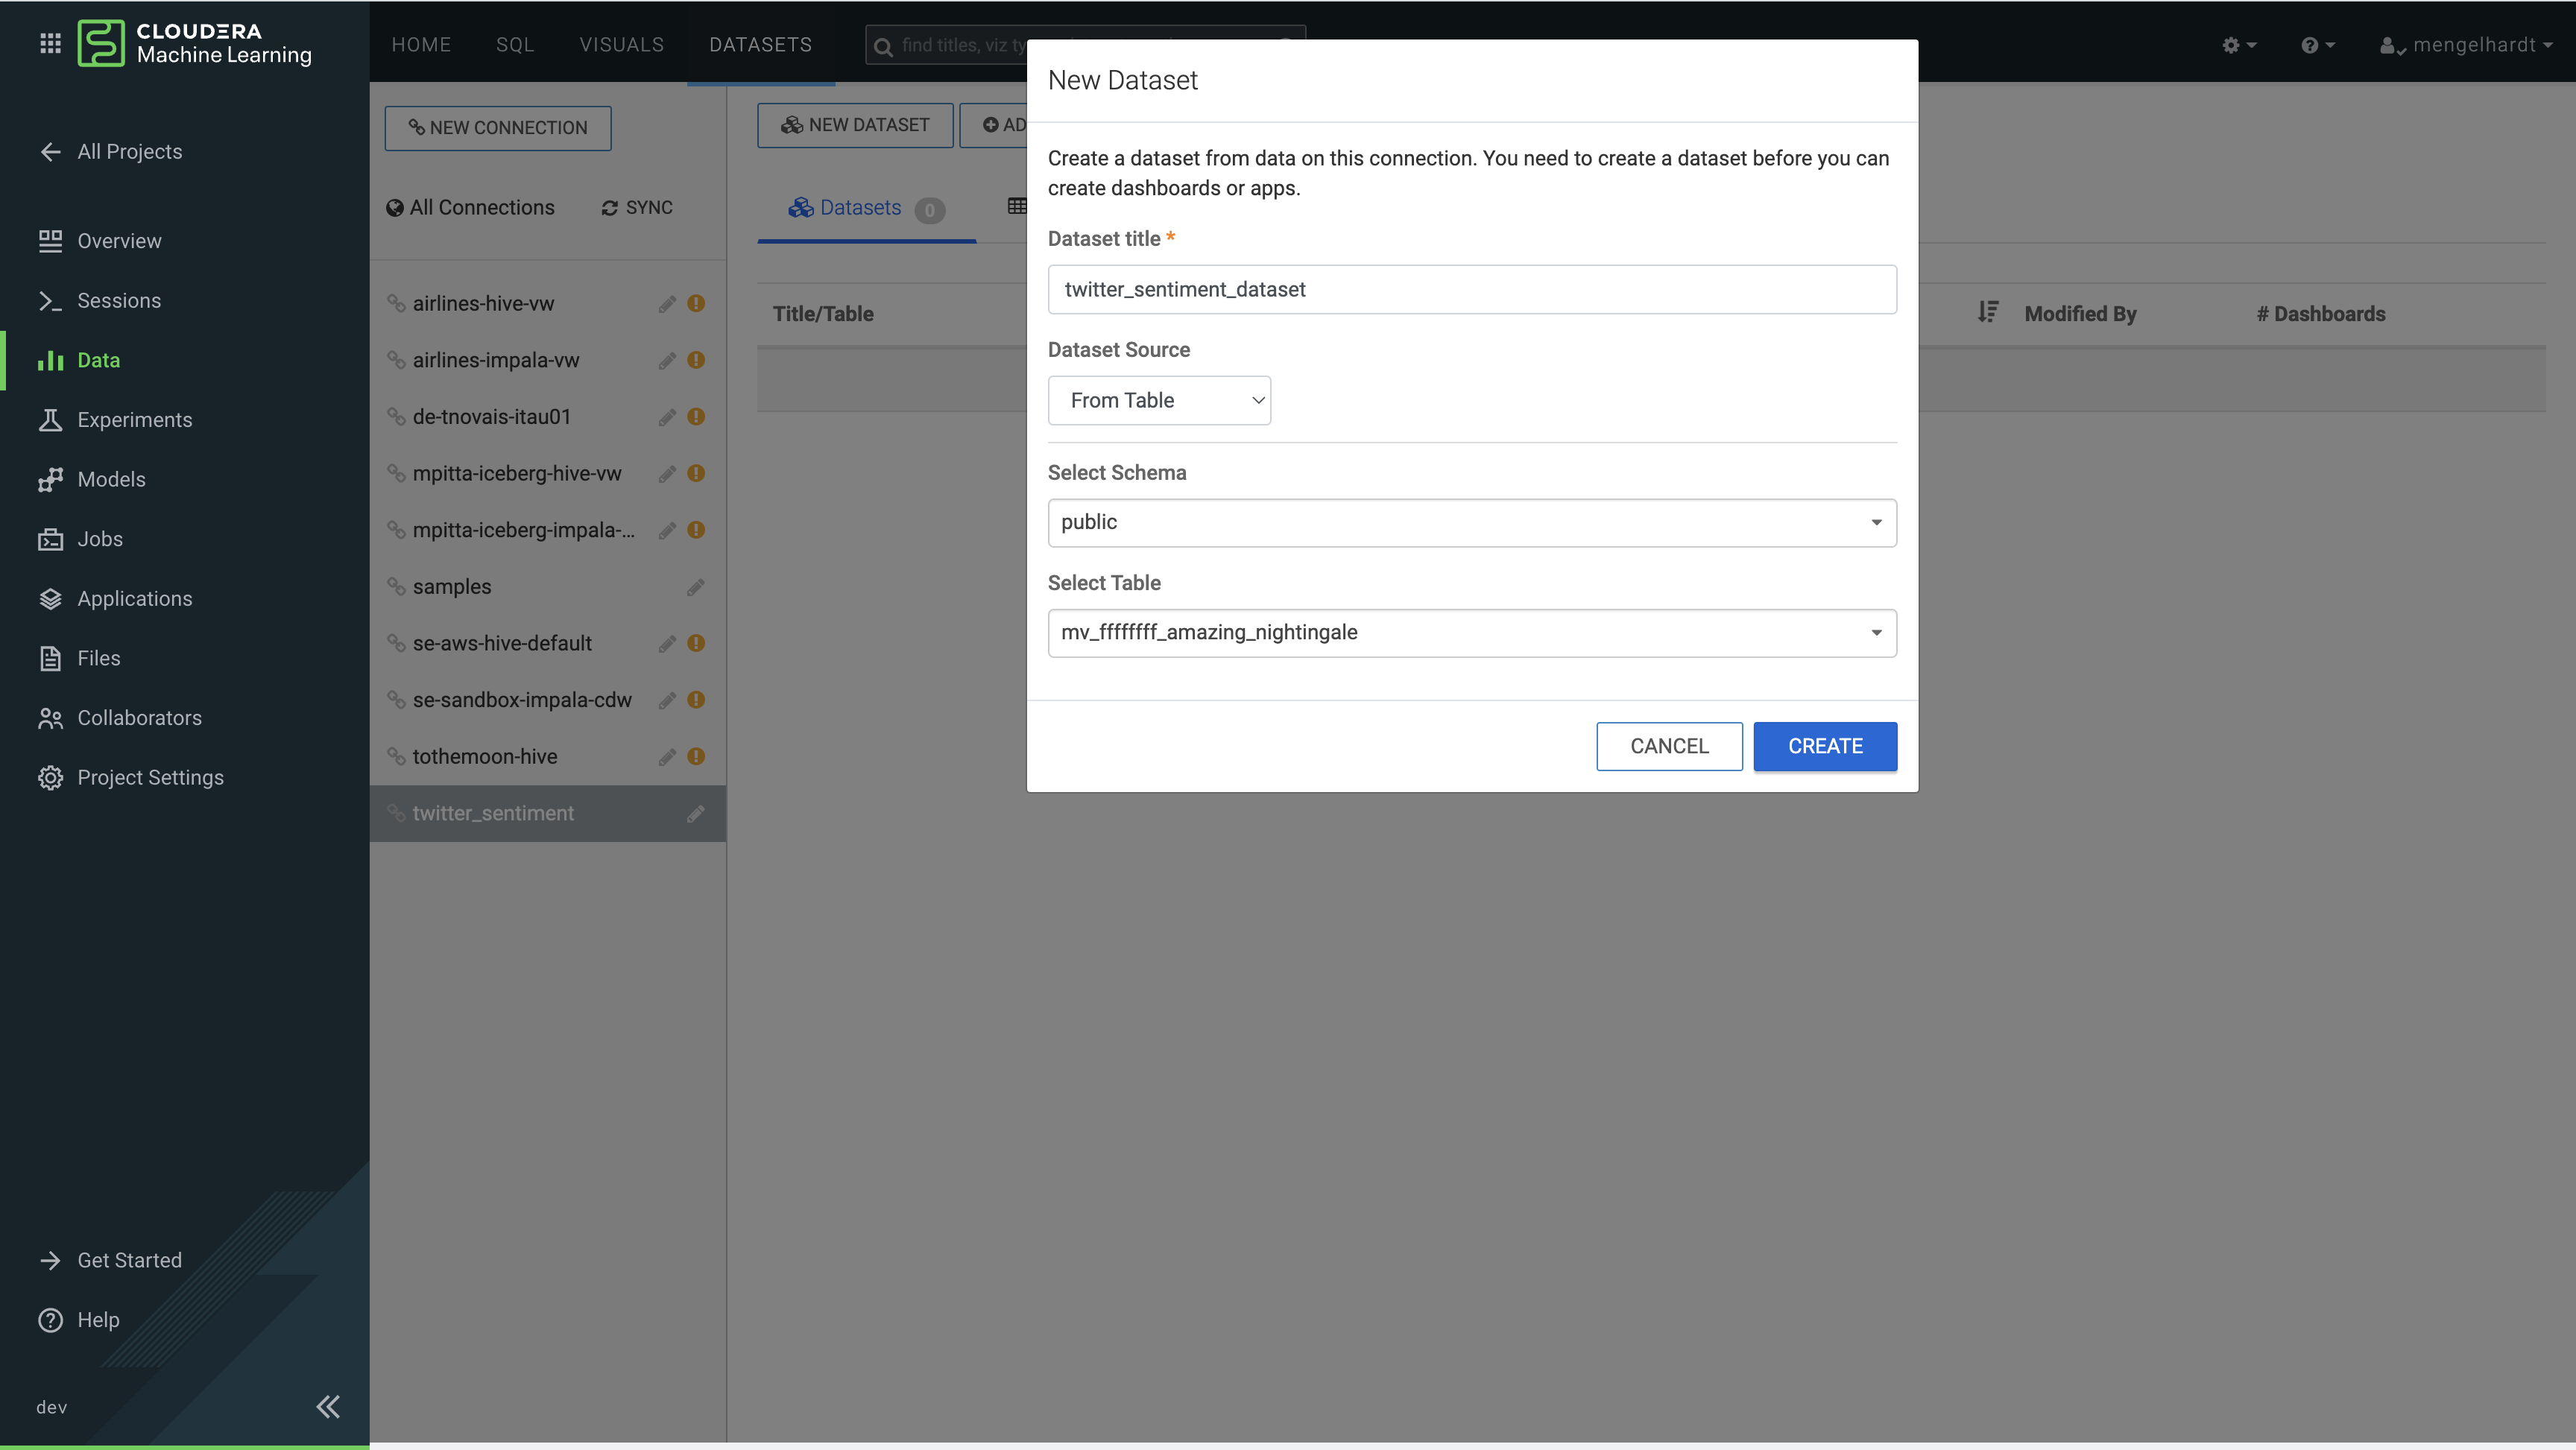 CLOUDERA
Machine Learning
All Projects
Overview
Sessions
Data
Experiments
Models
Jobs
Applications
Files
Collaborators
Project Settings
Get Started
Help
dev
HOME
SQL
VISUALS
DATASETS
find titles, viz
mengelhardt
NEW CONNECTION
All Connections
SYNC
airlines-hive-vw
airlines-impala-vw
de-tnovais-itau01
mpitta-iceberg-hive-vw
mpitta-iceberg-impala-...
samples
se-aws-hive-default
se-sandbox-impala-cdw
tothemoon-hive
twitter_sentiment
NEW DATASET
Datasets 0
Title/Table
Modified By
# Dashboards
New Dataset
Create a dataset from data on this connection. You need to create a dataset before you can
create dashboards or apps.
Dataset title *
twitter_sentiment_dataset
Dataset Source
From Table
Select Schema
public
Select Table
mv_ffffffff_amazing_nightingale
CANCEL
CREATE